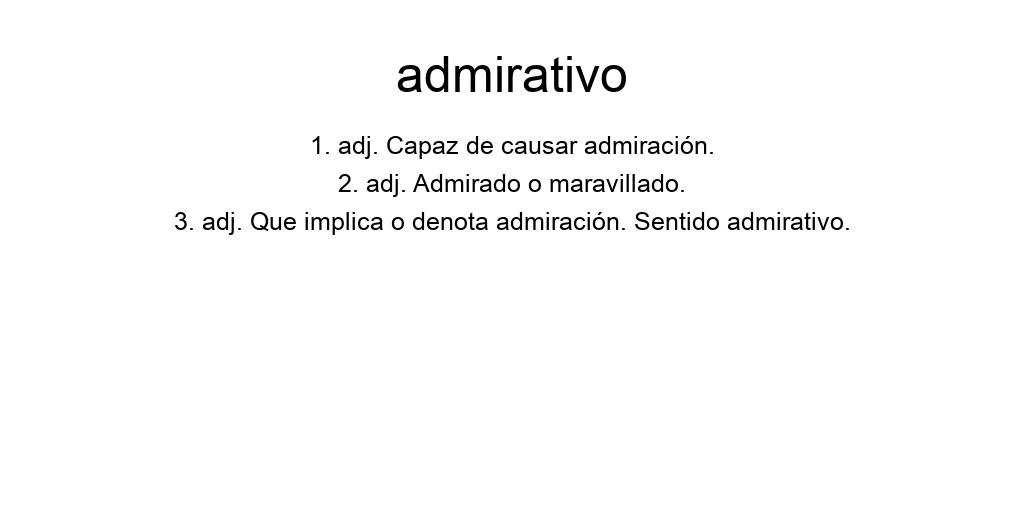 admirativo
1. adj. Capaz de causar admiración.
2. adj. Admirado o maravillado.
3. adj. Que implica o denota admiración. Sentido admirativo.